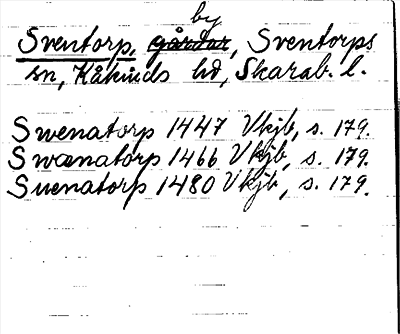 Sventorp, by gårdar, Sventorps
sn, Kåkinds hd, Skarab. l.
Swenatorp 1447 Vkjb, s. 179.
Swænatorp 1466 Vkjb, s. 179.
Suenatorp 1480 Vkjb, s. 179.